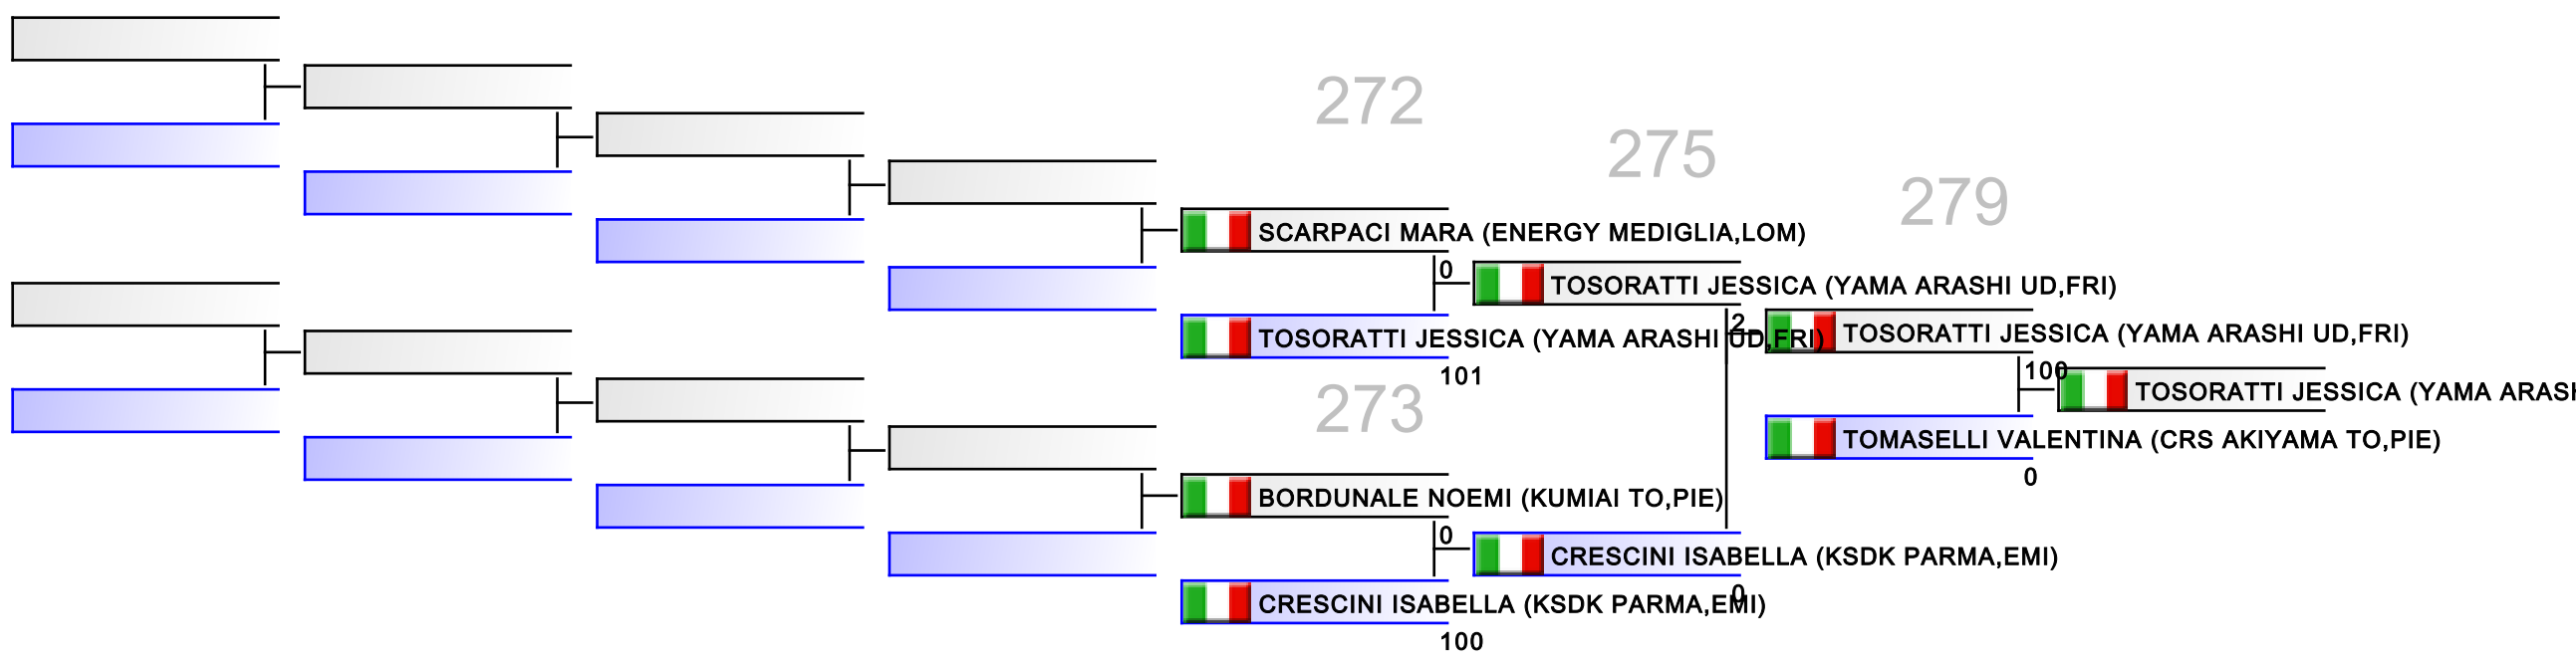 272
275
279
SCARPACI MARA (ENERGY MEDIGLIA,LOM)
0
TOSORATTI JESSICA (YAMA ARASHI UD,FRI)
2
TOSORATTI JESSICA (YAMA ARASHI UD,FRI)
TOSORATTI JESSICA (YAMA ARASHI UD,FRI)
101
100
TOSORATTI JESSICA (YAMA ARASH
273
TOMASELLI VALENTINA (CRS AKIYAMA TO,PIE)
0
BORDUNALE NOEMI (KUMIAI TO,PIE)
0
CRESCINI ISABELLA (KSDK PARMA,EMI)
0
CRESCINI ISABELLA (KSDK PARMA,EMI)
100